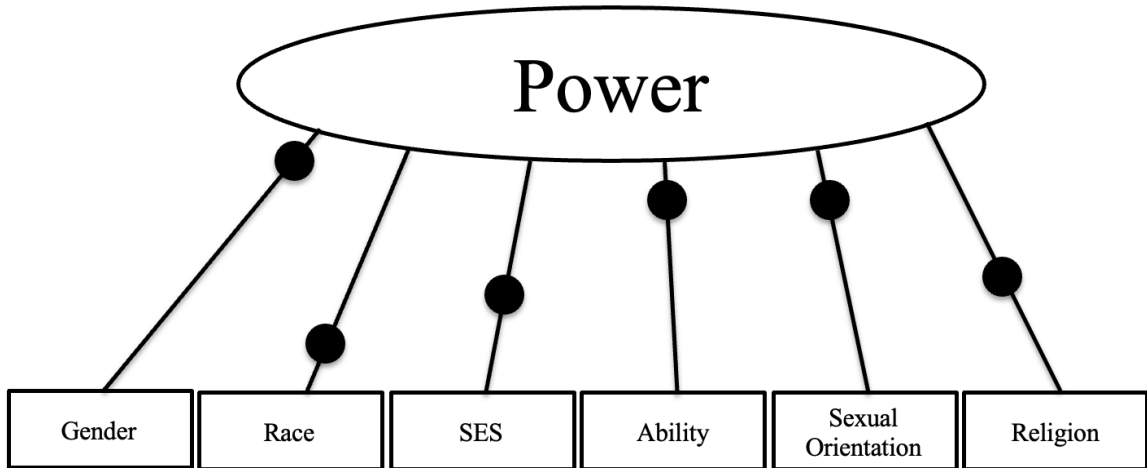 Power
Gender
Race
SES
Ability
Sexual
Orientation
Religion